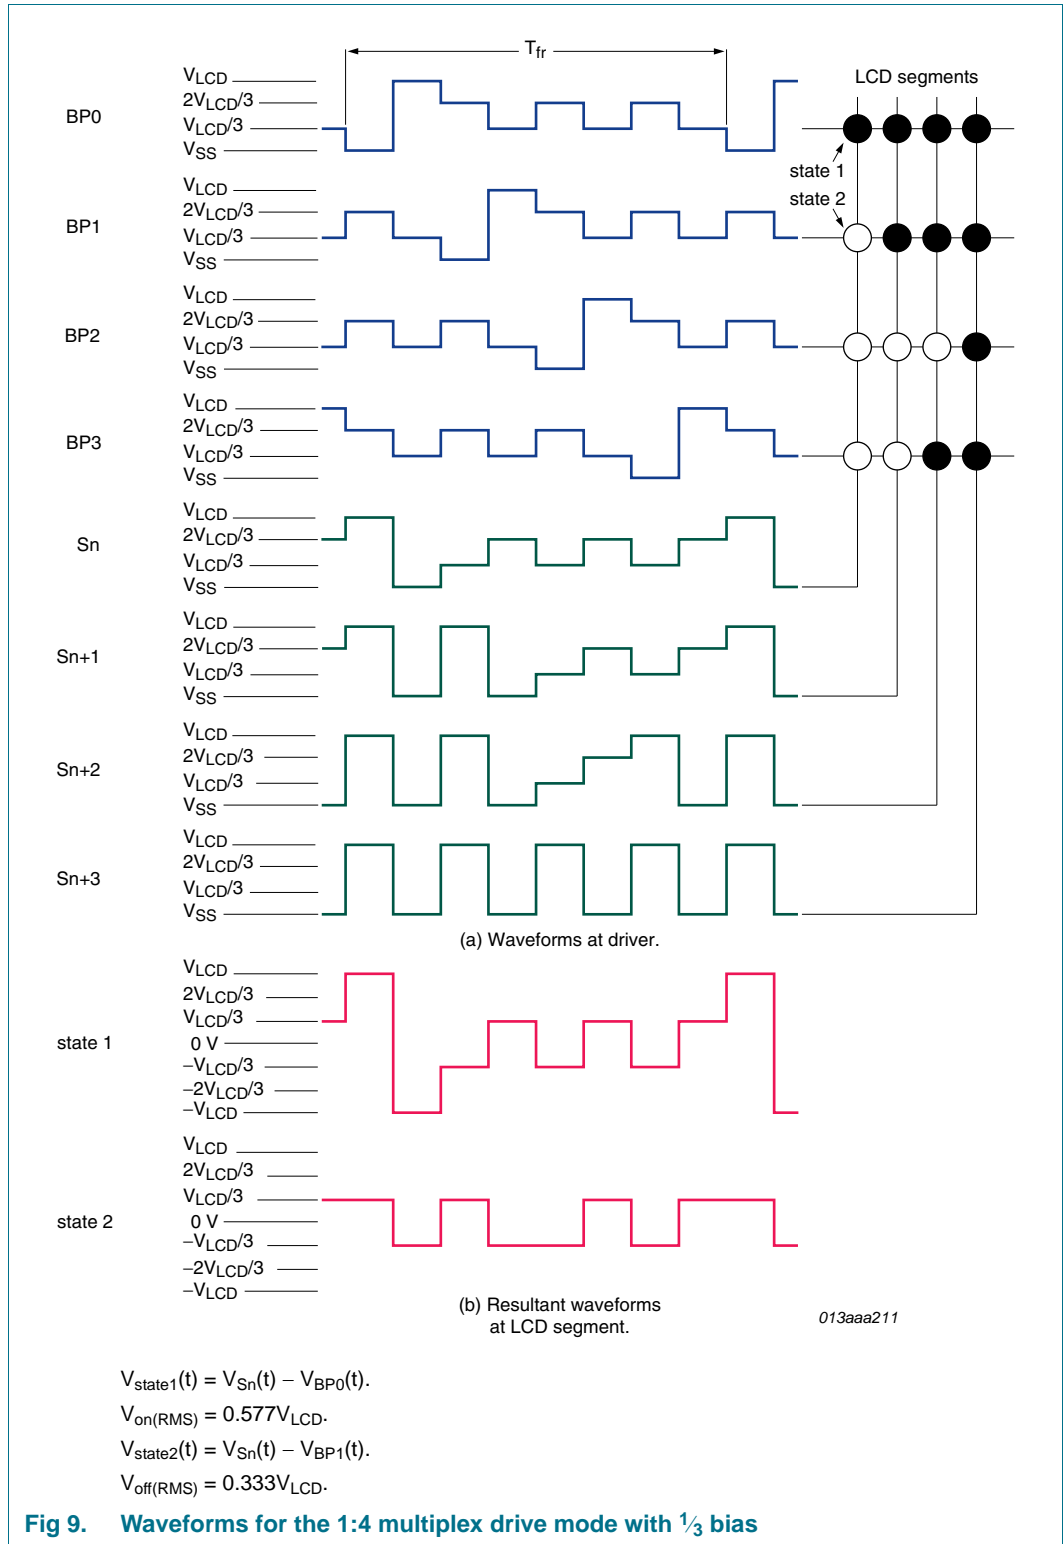 Tfr
LCD segments
BP0
VLCD
2VLCD/3
VLCD/3
VSS
state 1
state 2
BP1
VLCD
2VLCD/3
VLCD/3
VSS
BP2
VLCD
2VLCD/3
VLCD/3
VSS
BP3
VLCD
2VLCD/3
VLCD/3
VSS
Sn
VLCD
2VLCD/3
VLCD/3
VSS
Sn+1
VLCD
2VLCD/3
VLCD/3
VSS
Sn+2
VLCD
2VLCD/3
VLCD/3
VSS
Sn+3
VLCD
2VLCD/3
VLCD/3
VSS
(a) Waveforms at driver.
state 1
VLCD
2VLCD/3
VLCD/3
0 V
−VLCD/3
−2VLCD/3
−VLCD
state 2
VLCD
2VLCD/3
VLCD/3
0 V
−VLCD/3
−2VLCD/3
−VLCD
(b) Resultant waveforms
at LCD segment.
013aaa211
Vstate1(t) = VSn(t) − VBP0(t).
Von(RMS) = 0.577VLCD.
Vstate2(t) = VSn(t) − VBP1(t).
Voff(RMS) = 0.333VLCD.
Fig 9. Waveforms for the 1:4 multiplex drive mode with 1⁄3 bias